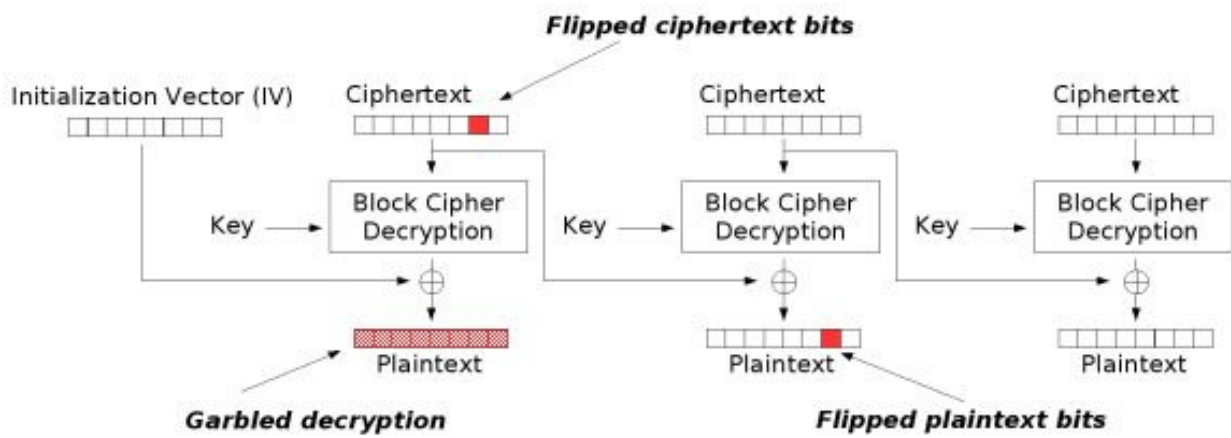 Flipped ciphertext bits
Initialization Vector (IV)
Ciphertext
Ciphertext
Ciphertext
Key
Block Cipher
Decryption
Key
Block Cipher
Decryption
Key
Block Cipher
Decryption
Plaintext
Plaintext
Plaintext
Garbled decryption
Flipped plaintext bits